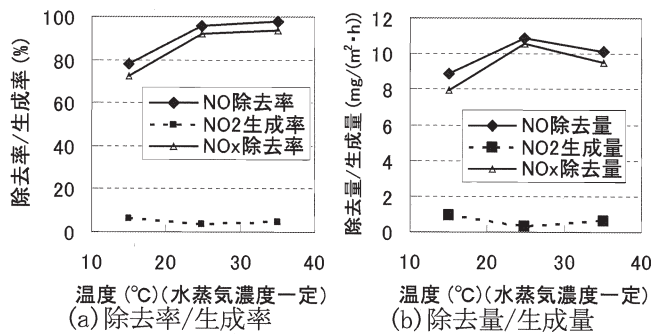 除去率/生成率 (%)
100
80
60
40
20
0
NO除去率
NO2生成率
NOx除去率
10 20 30 40
温度(℃)(水蒸気濃度一定)
(a)除去率/生成率
除去量/生成量 (mg/(m²･h))
12
10
8
6
4
2
0
NO除去量
NO2生成量
NOx除去量
10 20 30 40
温度(℃)(水蒸気濃度一定)
(b)除去量/生成量